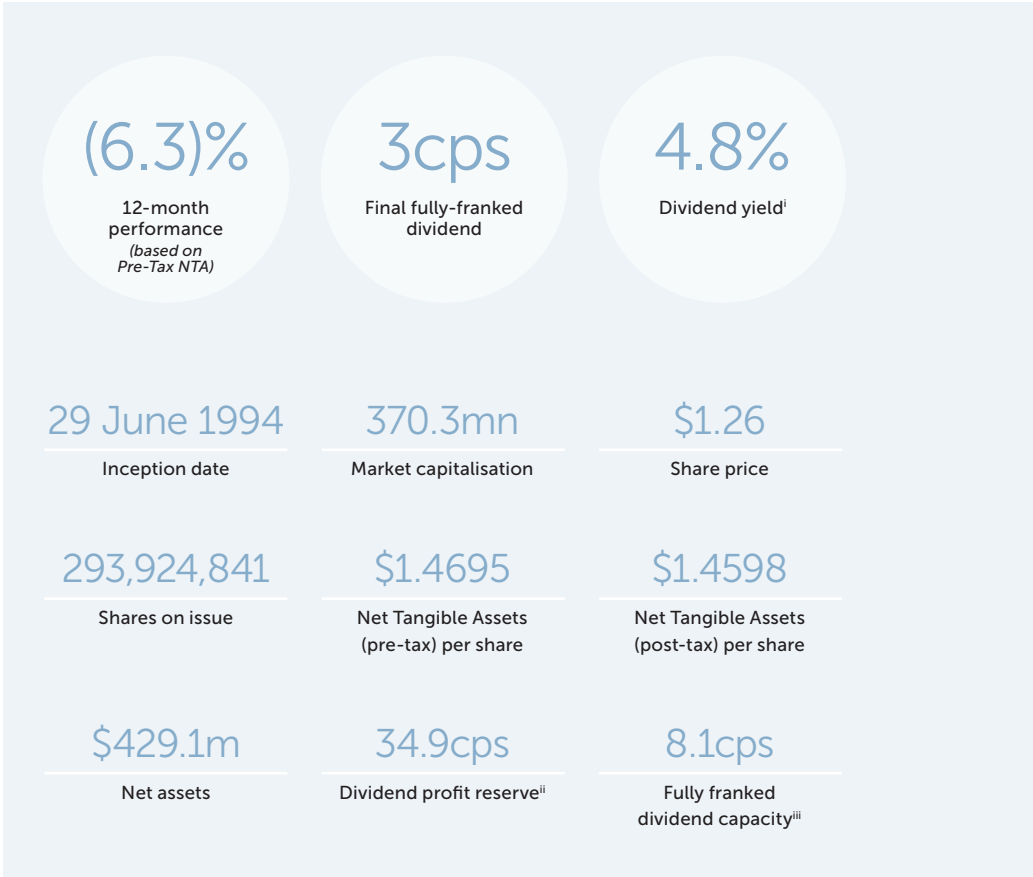 (6.3)%
12-month
performance
(based on
Pre-Tax NTA)
3cps
Final fully-franked
dividend
4.8%
Dividend yieldⁱ
29 June 1994
Inception date
370.3mn
Market capitalisation
$1.26
Share price
293,924,841
Shares on issue
$1.4695
Net Tangible Assets
(pre-tax) per share
$1.4598
Net Tangible Assets
(post-tax) per share
$429.1m
Net assets
34.9cps
Dividend profit reserveⁱⁱ
8.1cps
Fully franked
dividend capacityⁱⁱⁱ